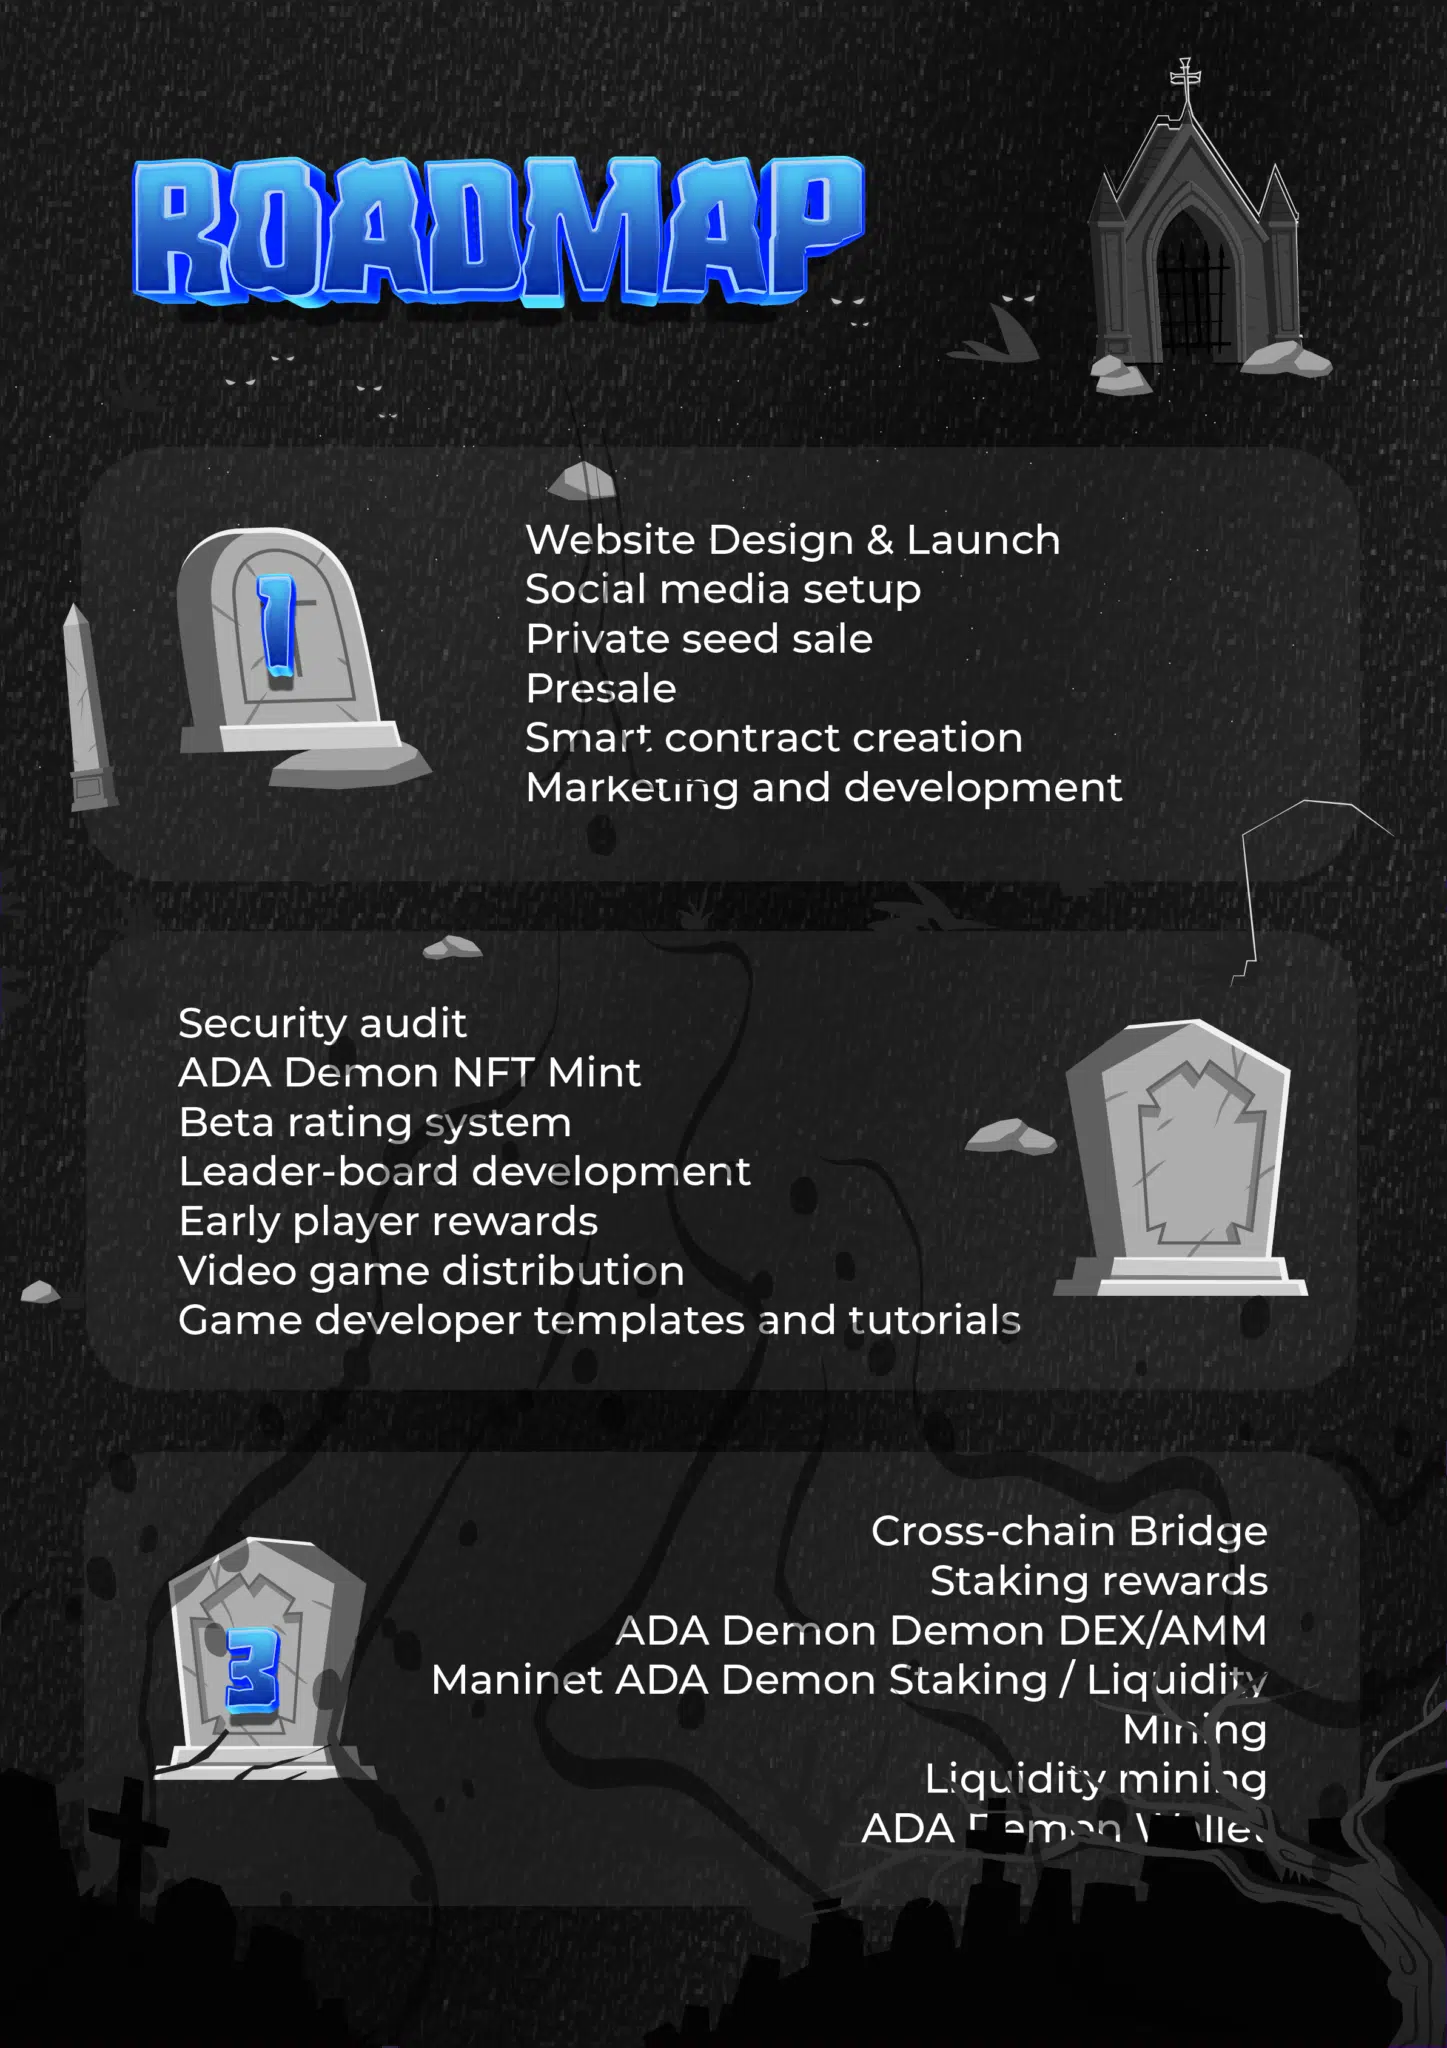 ROADMAP
1
Website Design & Launch
Social media setup
Private seed sale
Presale
Smart contract creation
Marketing and development
Security audit
ADA Demon NFT Mint
Beta rating system
Leader-board development
Early player rewards
Video game distribution
Game developer templates and tutorials
3
Cross-chain Bridge
Staking rewards
ADA Demon Demon DEX/AMM
Maninet ADA Demon Staking / Liquidity
Mining
Liquidity mining
ADA Demon Wallet